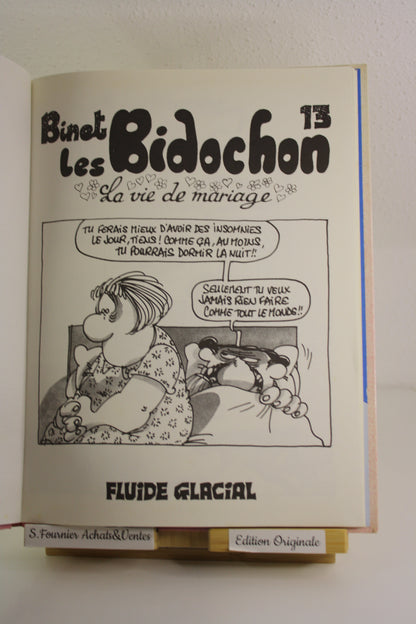 Binet 13
Les Bidochon
La vie de mariage
TU FERAIS MIEUX D'AVOIR DES INSOMNIES
LE JOUR, TIENS! COMME ÇA, AU MOINS,
TU POURRAIS DORMIR LA NUIT!!
SEULEMENT TU VEUX
JAMAIS RIEN FAIRE
COMME TOUT LE MONDE!!
FLUIDE GLACIAL
S.Fournier Achats&Ventes
Edition Originale